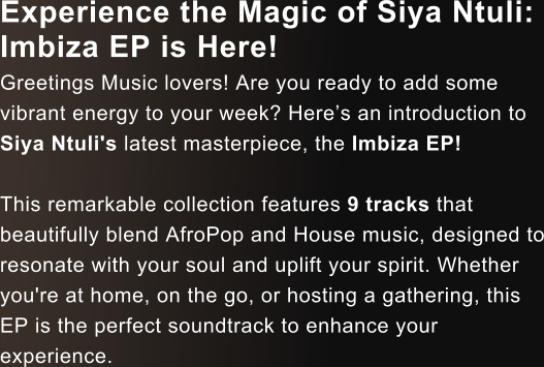 Experience the Magic of Siya Ntuli:
Imbiza EP is Here!
Greetings Music lovers! Are you ready to add some
vibrant energy to your week? Here’s an introduction to
Siya Ntuli's latest masterpiece, the Imbiza EP!
This remarkable collection features 9 tracks that
beautifully blend AfroPop and House music, designed to
resonate with your soul and uplift your spirit. Whether
you're at home, on the go, or hosting a gathering, this
EP is the perfect soundtrack to enhance your
experience.